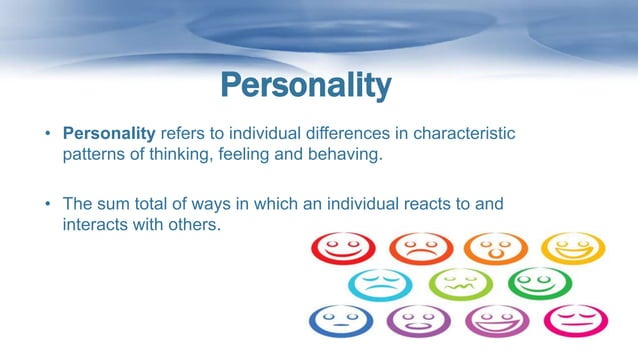 Personality
• Personality refers to individual differences in characteristic
patterns of thinking, feeling and behaving.
• The sum total of ways in which an individual reacts to and
interacts with others.